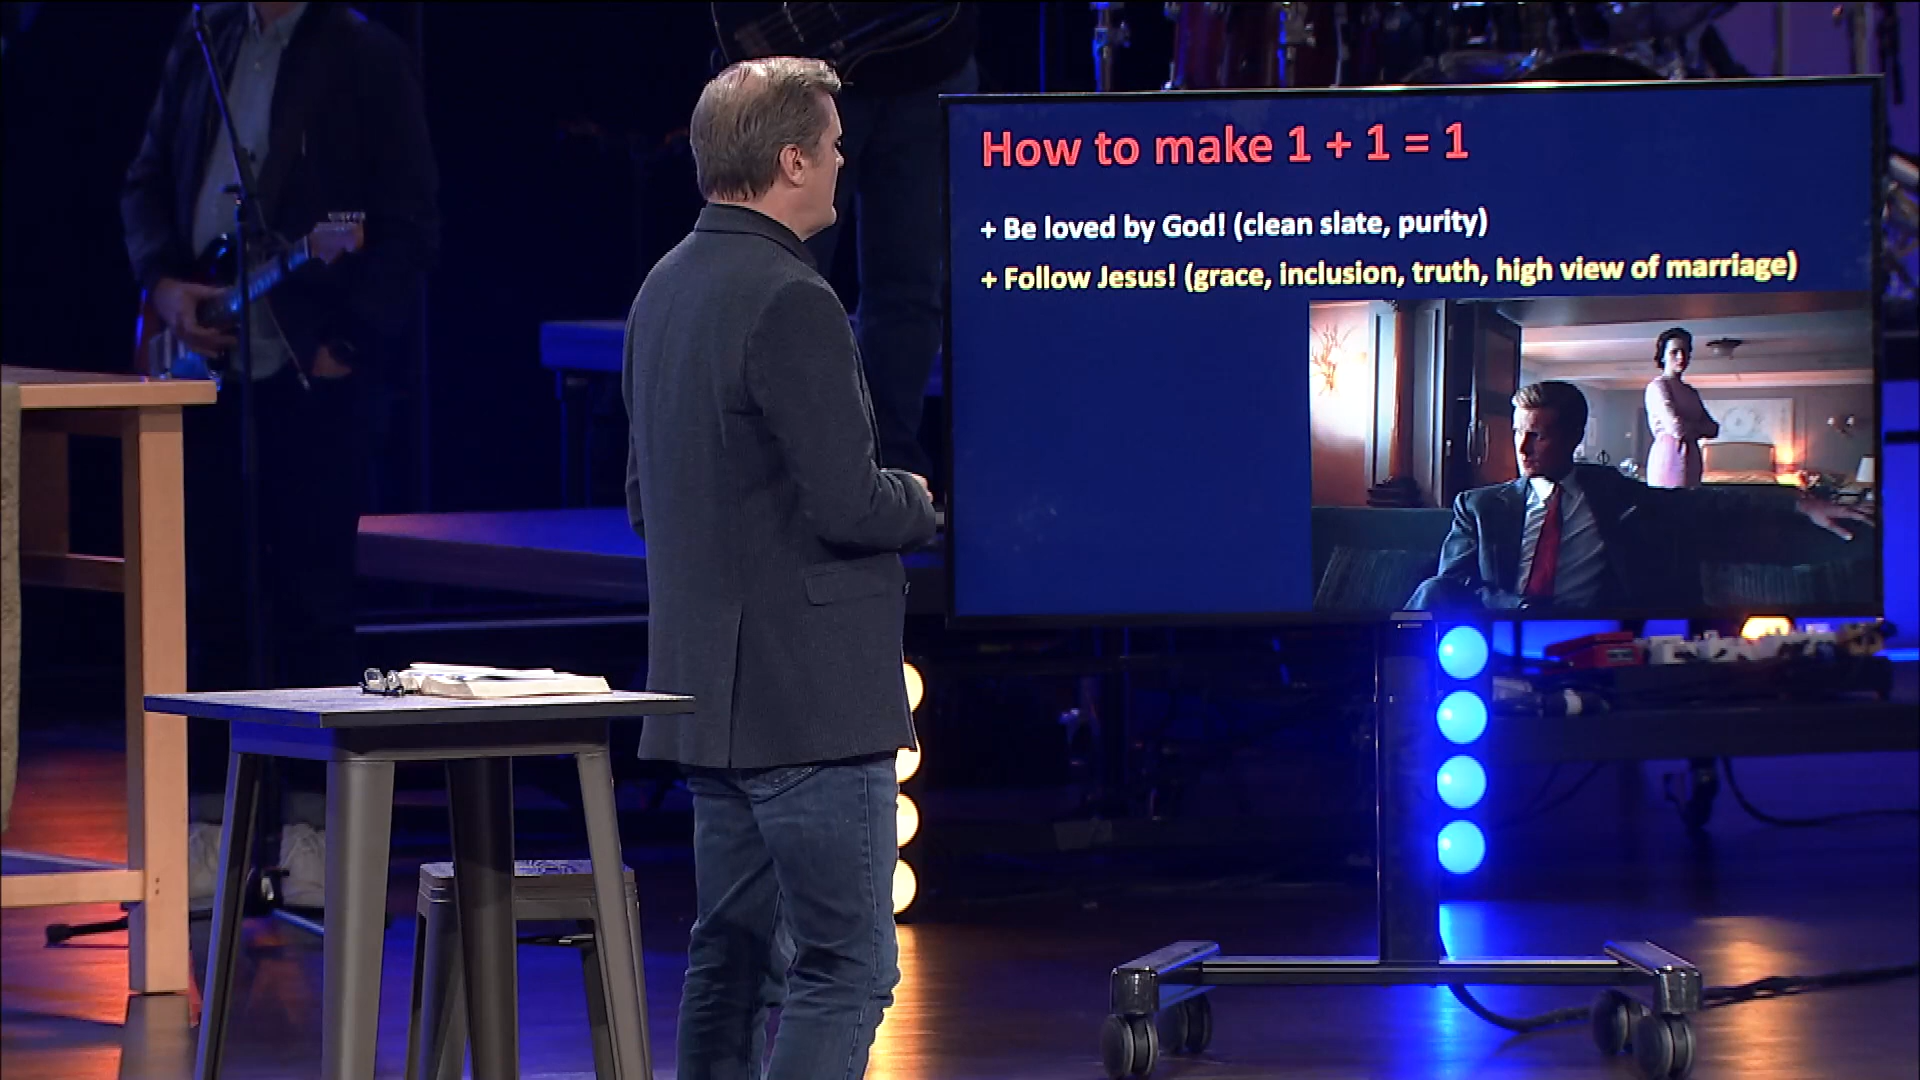 How to make 1 + 1 = 1
+ Be loved by God! (clean slate, purity)
+ Follow Jesus! (grace, inclusion, truth, high view of marriage)